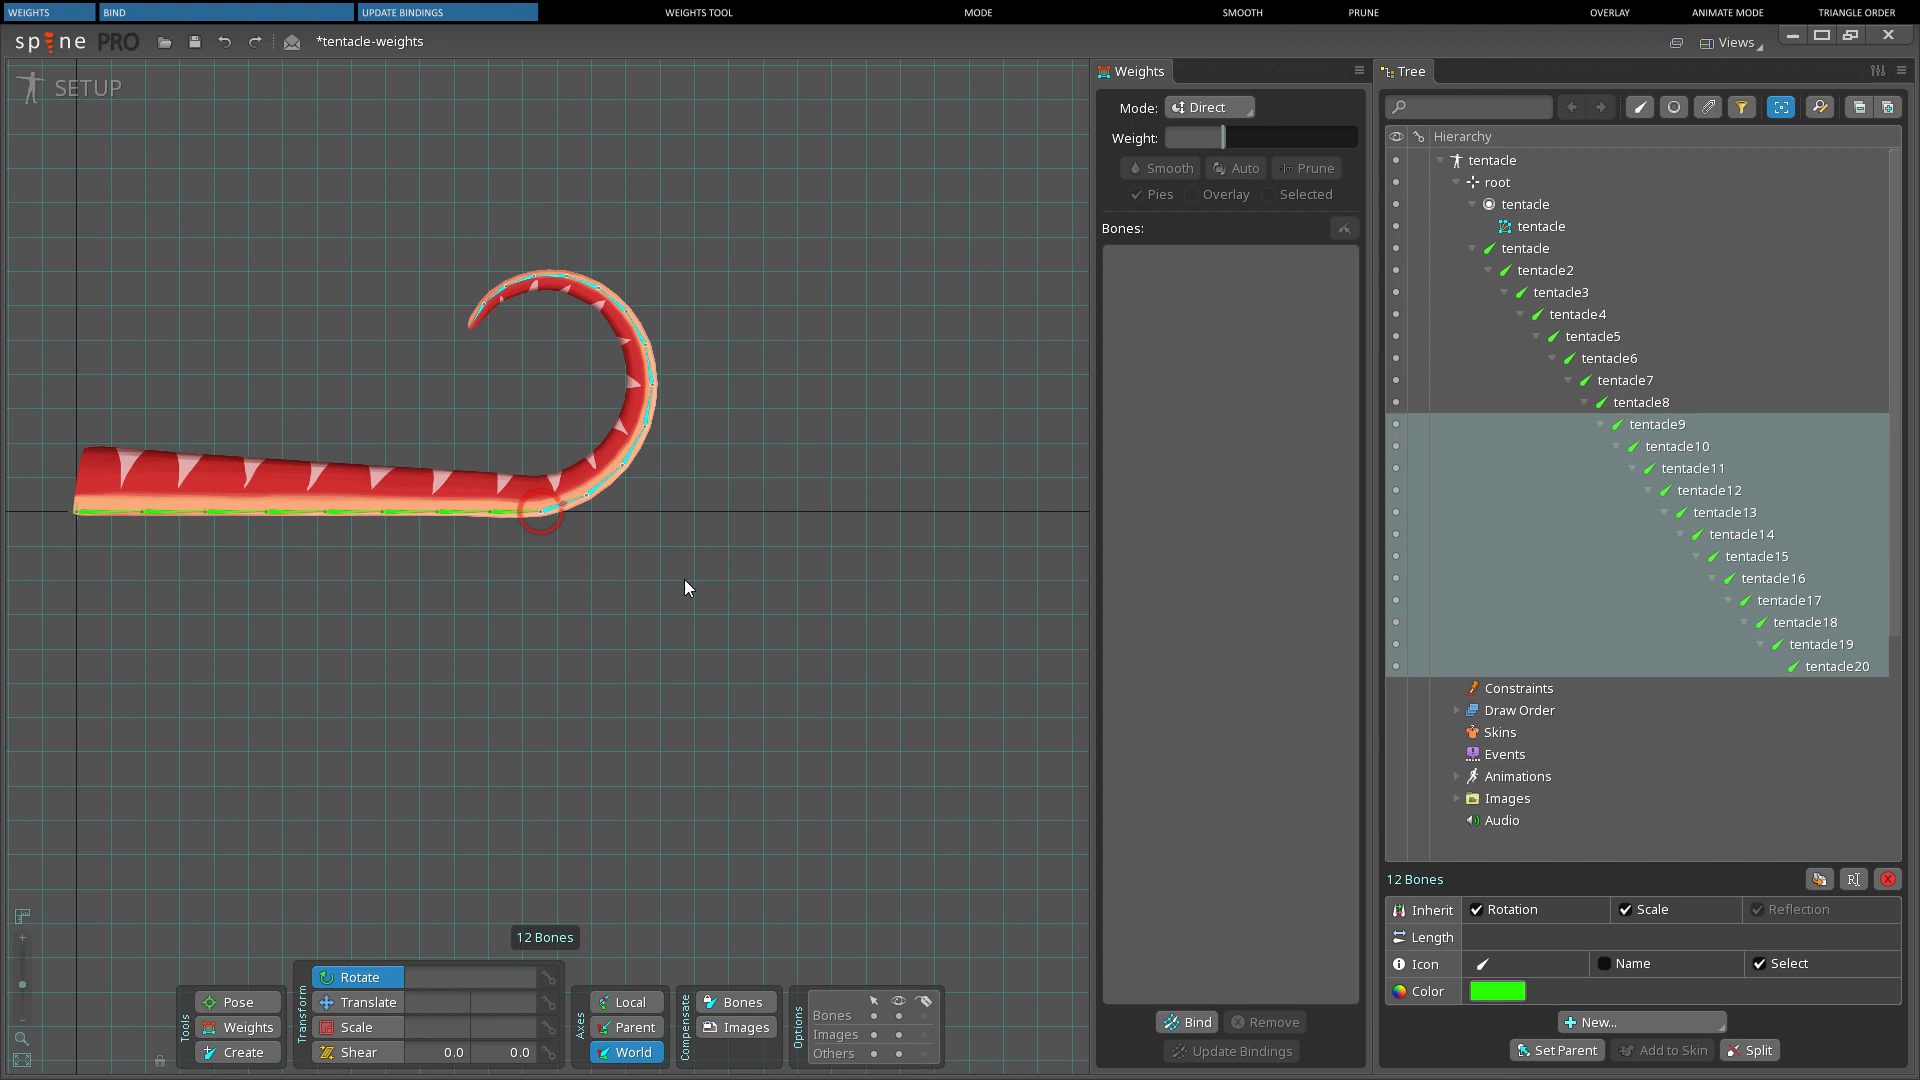 WEIGHTS BIND UPDATE BINDINGS WEIGHTS TOOL MODE SMOOTH PRUNE OVERLAY ANIMATE MODE TRIANGLE ORDER
spine PRO *tentacle-weights Views
SETUP
Weights
Mode: Direct
Weight:
Smooth Auto Prune
Pies Overlay Selected
Bones:
Bind Remove
Update Bindings
Tree
Hierarchy
tentacle
root
tentacle
tentacle
tentacle
tentacle2
tentacle3
tentacle4
tentacle5
tentacle6
tentacle7
tentacle8
tentacle9
tentacle10
tentacle11
tentacle12
tentacle13
tentacle14
tentacle15
tentacle16
tentacle17
tentacle18
tentacle19
tentacle20
Constraints
Draw Order
Skins
Events
Animations
Images
Audio
12 Bones
Inherit Rotation Scale Reflection
Length
Icon Name Select
Color
New...
Set Parent Add to Skin Split
12 Bones
Tools
Pose
Weights
Create
Transform
Rotate
Translate
Scale
Shear 0.0 0.0
Axes
Local
Parent
World
Compensate
Bones
Images
Options
Bones
Images
Others